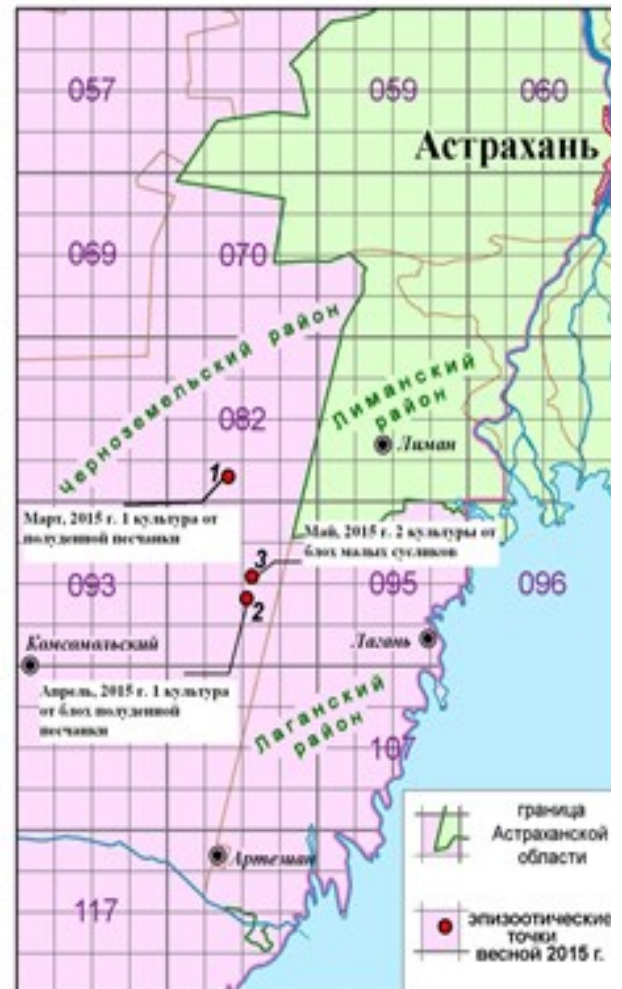 057
059
060
Астрахань
069
070
Черноземельский район
Лиманский
район
082
Лиман
1
Март, 2015 г. 1 культура от
полуденной песчанки
Май, 2015 г. 2 культуры от
блох малых сусликов
3
093
095
096
2
Комсомольский
Лагань
Апрель, 2015 г. 1 культура
от блох полуденной
песчанки
Лаганский
район
107
граница
Астраханской
области
Артезиан
117
эпизоотические
точки
весной 2015 г.